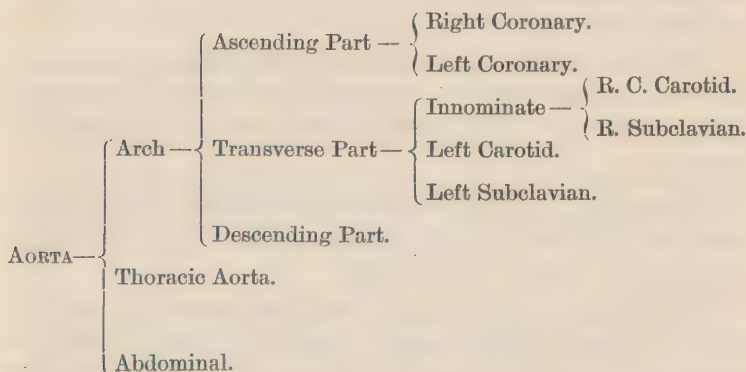 Right Coronary.
Ascending Part —
Left Coronary.
R. C. Carotid.
Innominate —
R. Subclavian.
Arch — Transverse Part — Left Carotid.
Left Subclavian.
Descending Part.
AORTA —
Thoracic Aorta.
Abdominal.